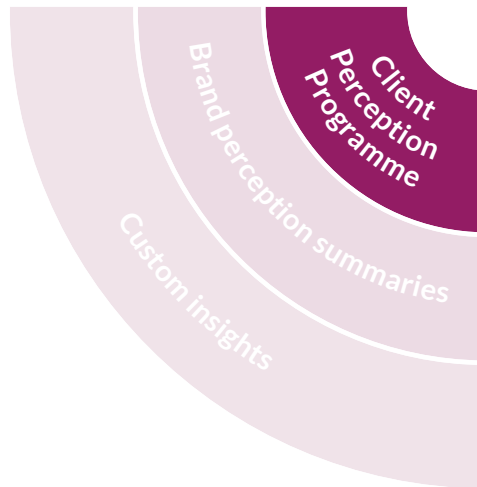 Client
Perception
Programme
Brand perception summaries
Custom insights